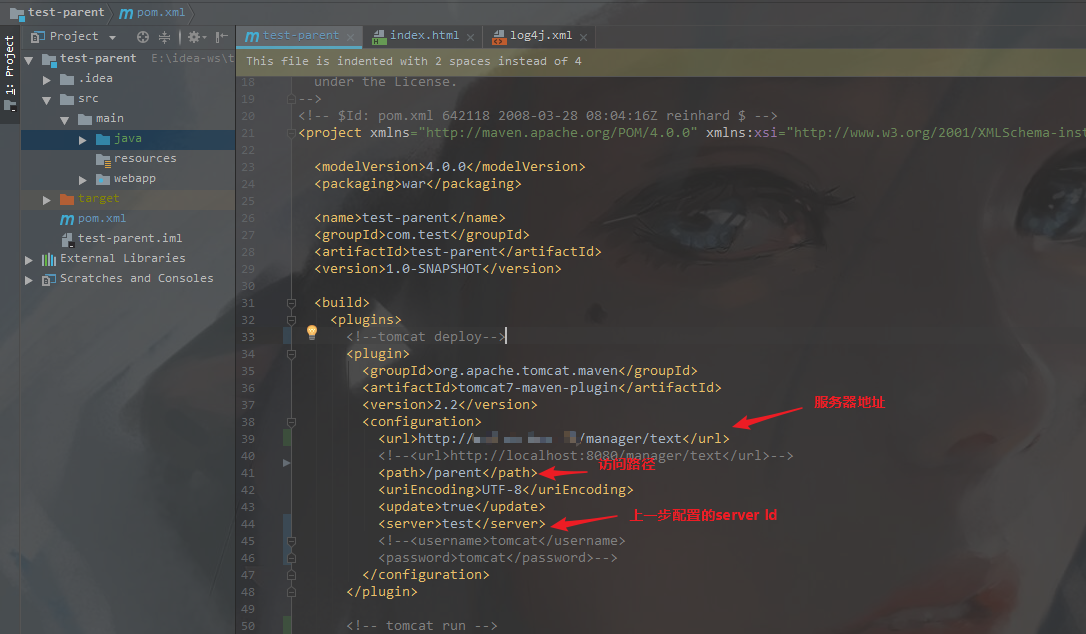 test-parent
pom.xml
Project
1: Project
test-parent E:\idea-ws\t
.idea
src
main
java
resources
webapp
target
pom.xml
test-parent.iml
External Libraries
Scratches and Consoles
test-parent
index.html
log4j.xml
This file is indented with 2 spaces instead of 4
18 under the License.
19 -->
20 <!-- $Id: pom.xml 642118 2008-03-28 08:04:16Z reinhard $ -->
21 <project xmlns="http://maven.apache.org/POM/4.0.0" xmlns:xsi="http://www.w3.org/2001/XMLSchema-inst
22
23 <modelVersion>4.0.0</modelVersion>
24 <packaging>war</packaging>
25
26 <name>test-parent</name>
27 <groupId>com.test</groupId>
28 <artifactId>test-parent</artifactId>
29 <version>1.0-SNAPSHOT</version>
30
31 <build>
32 <plugins>
33 <!--tomcat deploy-->
34 <plugin>
35 <groupId>org.apache.tomcat.maven</groupId>
36 <artifactId>tomcat7-maven-plugin</artifactId>
37 <version>2.2</version>
38 <configuration>
服务器地址
39 <url>http:// /manager/text</url>
40 <!--<url>http://localhost:8080/manager/text</url>-->
访问路径
41 <path>/parent</path>
42 <uriEncoding>UTF-8</uriEncoding>
43 <update>true</update>
44 <server>test</server>
上一步配置的server Id
45 <!--<username>tomcat</username>
46 <password>tomcat</password>-->
47 </configuration>
48 </plugin>
49
50 <!-- tomcat run -->